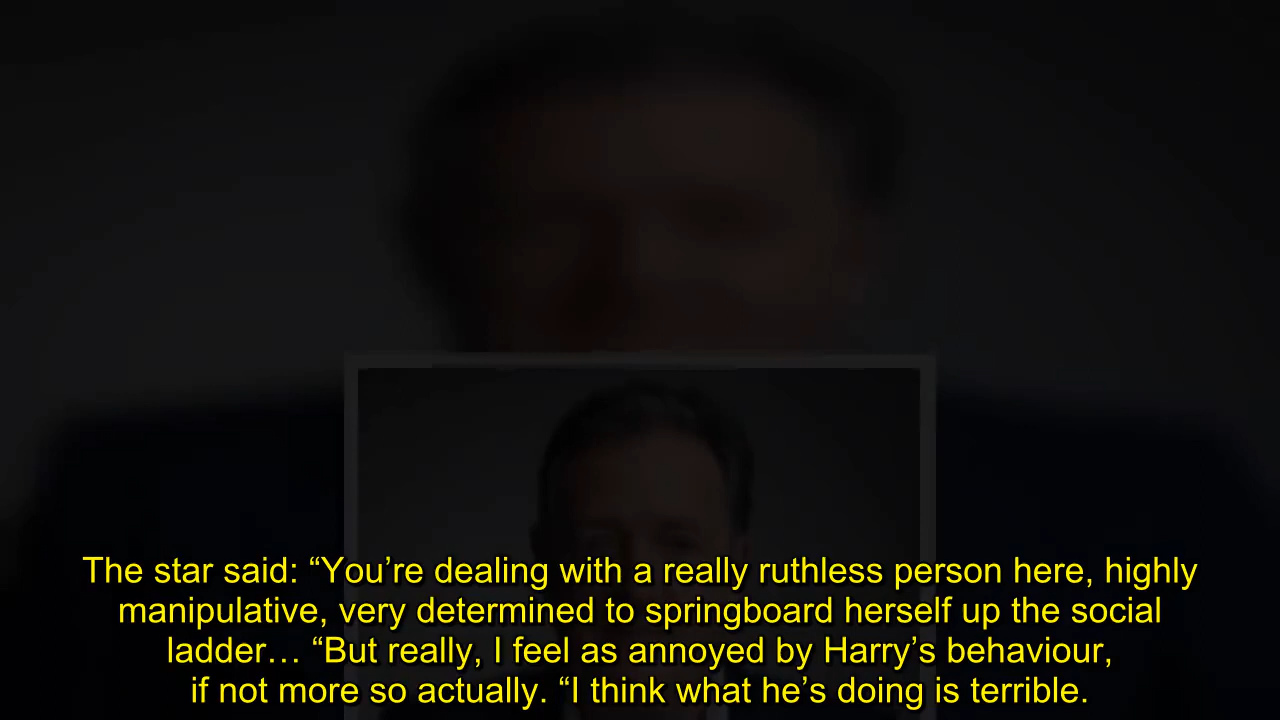 The star said: “You’re dealing with a really ruthless person here, highly
manipulative, very determined to springboard herself up the social
ladder… “But really, I feel as annoyed by Harry’s behaviour,
if not more so actually. “I think what he’s doing is terrible.